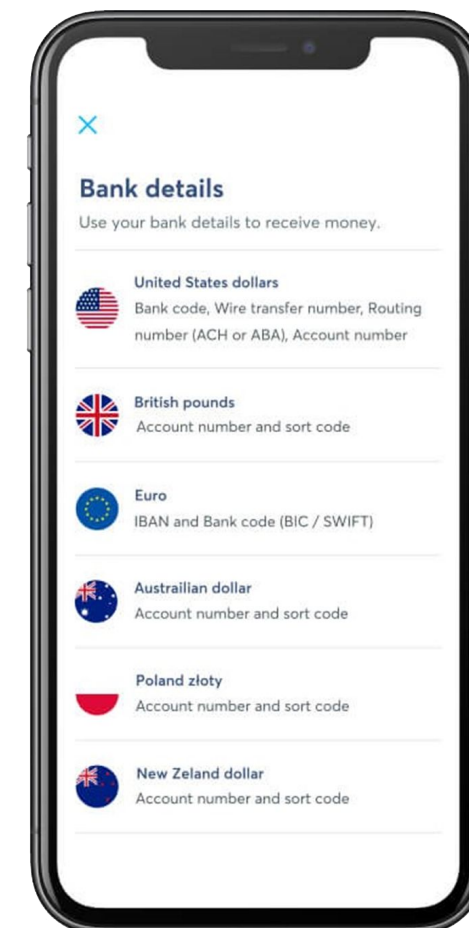 Bank details
Use your bank details to receive money.
United States dollars
Bank code, Wire transfer number, Routing
number (ACH or ABA), Account number
British pounds
Account number and sort code
Euro
IBAN and Bank code (BIC / SWIFT)
Austrailian dollar
Account number and sort code
Poland złoty
Account number and sort code
New Zeland dollar
Account number and sort code